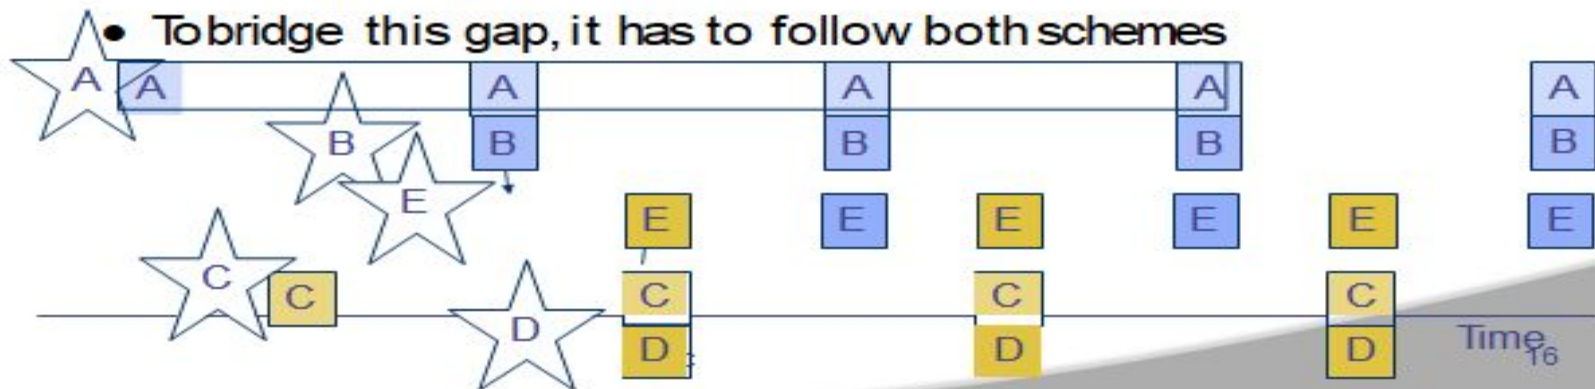 • Tobridge this gap, it has to follow both schemes
A A A A A A
B B B B B
E E E E E E E
C C C C C
D D D D
Time
16